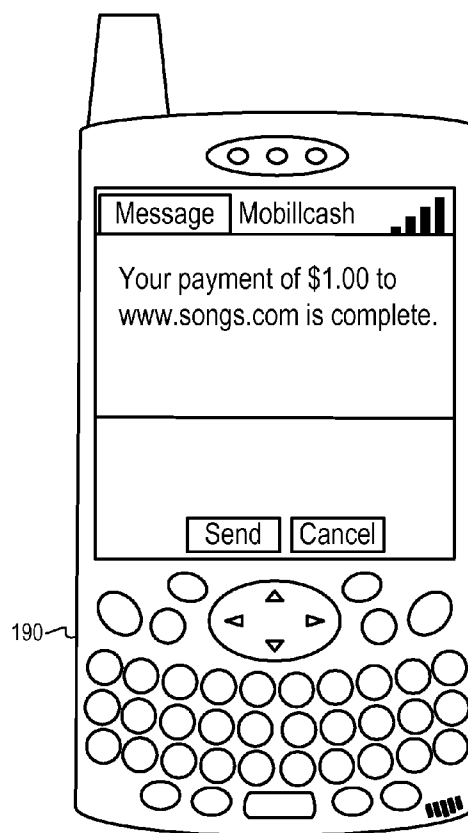 Message Mobillcash
Your payment of $1.00 to
www.songs.com is complete.
Send Cancel
190